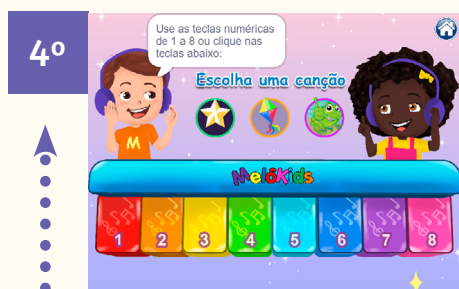 4º
Use as teclas numéricas
de 1 a 8 ou clique nas
teclas abaixo:
Escolha uma canção
M
MelôKids
1 2 3 4 5 6 7 8